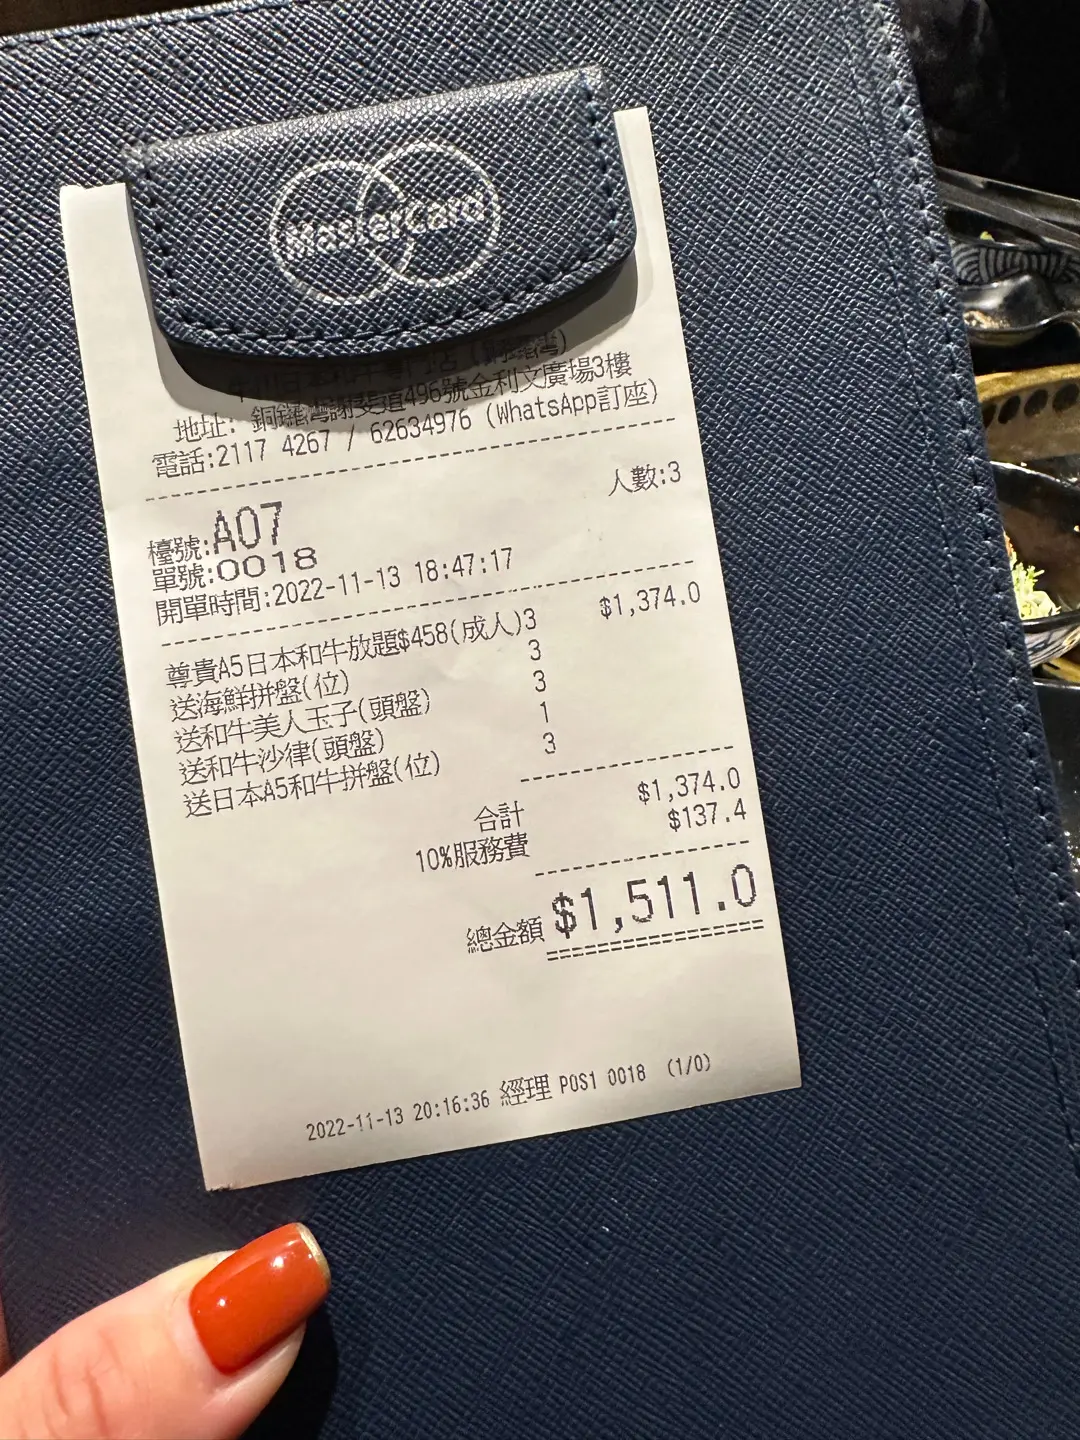 MasterCard
(銅鑼灣)
地址: 銅鑼灣謝斐道496號金利文廣場3樓
電話:2117 4267 / 62634976 (WhatsApp訂座)
人數:3
檯號:A07
單號:0018
開單時間:2022-11-13 18:47:17
尊貴A5日本和牛放題$458(成人)3 $1,374.0
送海鮮拼盤(位) 3
送和牛美人玉子(頭盤) 3
送和牛沙律(頭盤) 1
送日本A5和牛拼盤(位) 3
合計 $1,374.0
10%服務費 $137.4
總金額 $1,511.0
2022-11-13 20:16:36 經理 POS1 0018 (1/0)